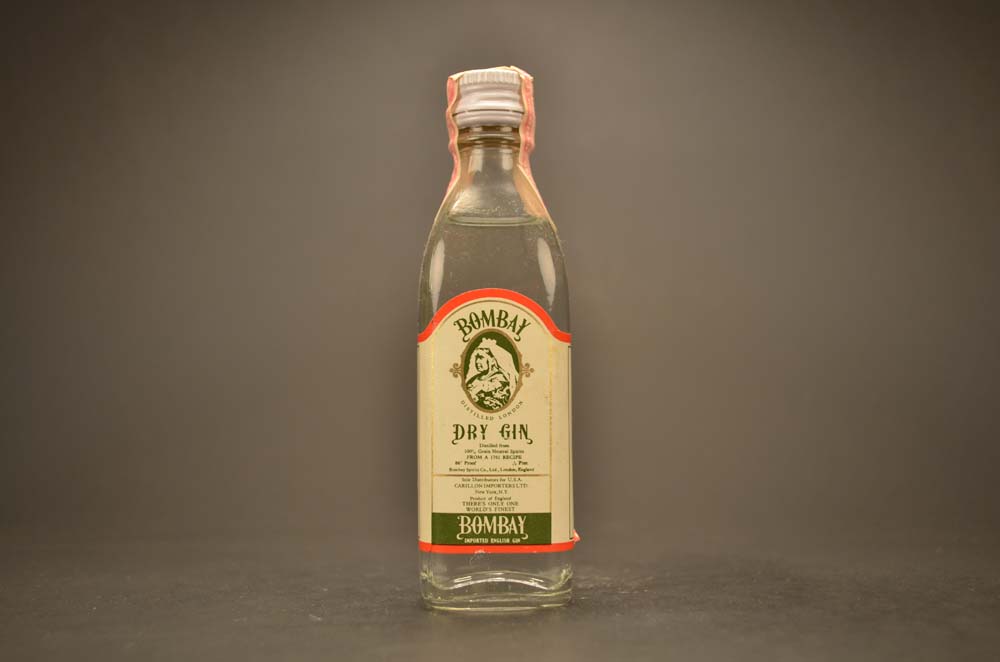 BOMBAY
DISTILLED LONDON
DRY GIN
Distilled from
100% Grain Neutral Spirits
FROM A 1761 RECIPE
86° Proof Pint
Bombay Spirits Co., Ltd., London, England
Sole Distributors for U.S.A.
CARILLON IMPORTERS LTD.
New York, N.Y.
Product of England
THERE'S ONLY ONE
WORLD'S FINEST
BOMBAY
IMPORTED ENGLISH GIN